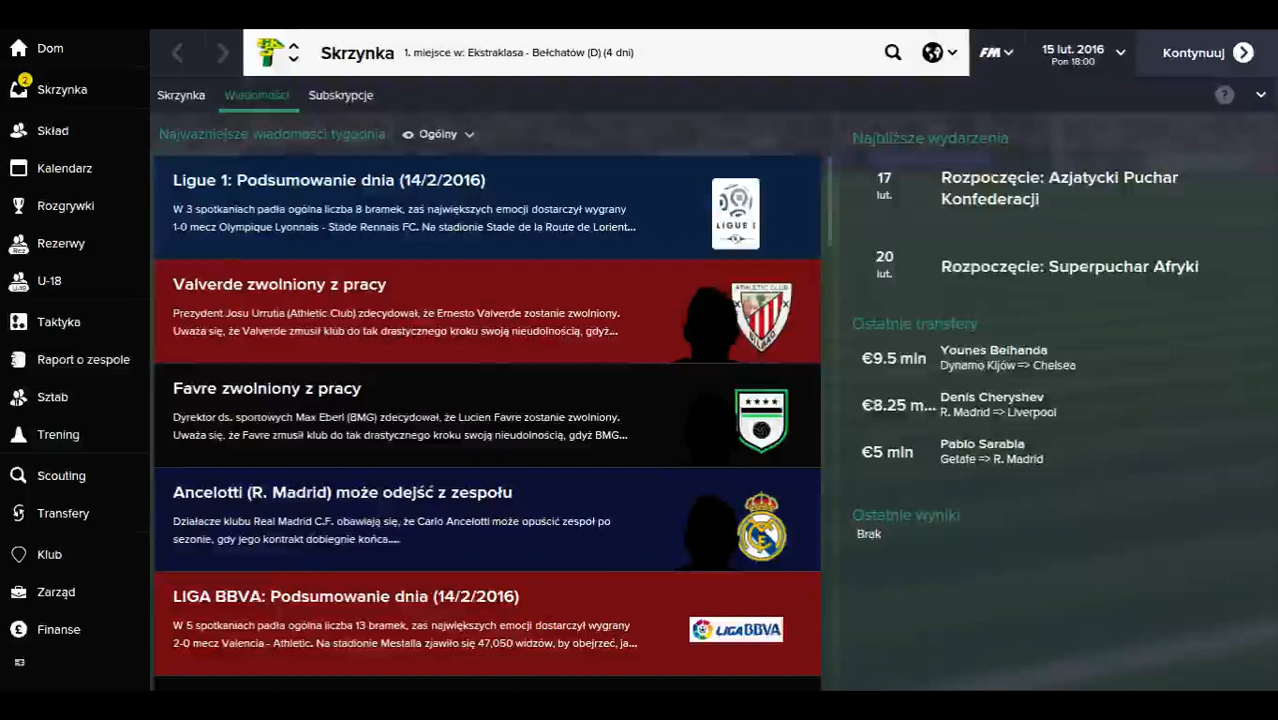 Dom
2
Skrzynka
Skład
Kalendarz
Rozgrywki
Rezerwy
U-18
Taktyka
Raport o zespole
Sztab
Trening
Scouting
Transfery
Klub
Zarząd
Finanse
Skrzynka
1. miejsce w: Ekstraklasa - Bełchatów (D) (4 dni)
FM
15 lut. 2016
Pon 18:00
Kontynuuj
Skrzynka
Wiadomości
Subskrypcje
?
Najważniejsze wiadomości tygodnia
Ogólny
Ligue 1: Podsumowanie dnia (14/2/2016)
W 3 spotkaniach padła ogólna liczba 8 bramek, zaś największych emocji dostarczył wygrany
1-0 mecz Olympique Lyonnais - Stade Rennais FC. Na stadionie Stade de la Route de Lorient...
LIGUE 1
Valverde zwolniony z pracy
Prezydent Josu Urrutia (Athletic Club) zdecydował, że Ernesto Valverde zostanie zwolniony.
Uważa się, że Valverde zmusił klub do tak drastycznego kroku swoją nieudolnością, gdyż...
ATHLETIC CLUB
BILBAO
Favre zwolniony z pracy
Dyrektor ds. sportowych Max Eberl (BMG) zdecydował, że Lucien Favre zostanie zwolniony.
Uważa się, że Favre zmusił klub do tak drastycznego kroku swoją nieudolnością, gdyż BMG...
Ancelotti (R. Madrid) może odejść z zespołu
Działacze klubu Real Madrid C.F. obawiają się, że Carlo Ancelotti może opuścić zespół po
sezonie, gdy jego kontrakt dobiegnie końca....
LIGA BBVA: Podsumowanie dnia (14/2/2016)
W 5 spotkaniach padła ogólna liczba 13 bramek, zaś największych emocji dostarczył wygrany
2-0 mecz Valencia - Athletic. Na stadionie Mestalla zjawiło się 47,050 widzów, by obejrzeć, ja...
LIGA BBVA
Najbliższe wydarzenia
17
lut.
Rozpoczęcie: Azjatycki Puchar
Konfederacji
20
lut.
Rozpoczęcie: Superpuchar Afryki
Ostatnie transfery
€9.5 mln
Younes Belhanda
Dynamo Kijów => Chelsea
€8.25 m...
Denis Cheryshev
R. Madrid => Liverpool
€5 mln
Pablo Sarabia
Getafe => R. Madrid
Ostatnie wyniki
Brak